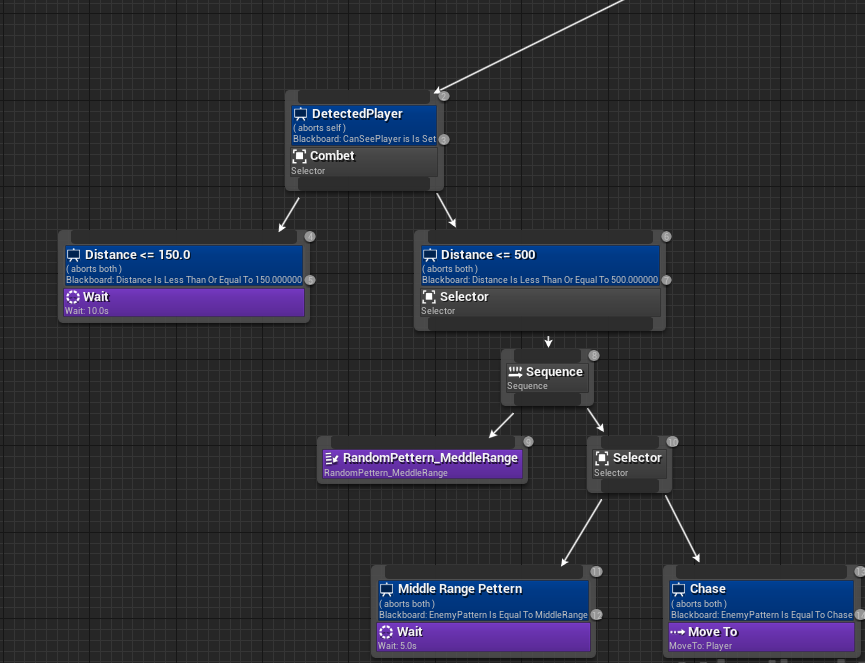 DetectedPlayer
( aborts self )
Blackboard: CanSeePlayer is Is Set
Combet
Selector
Distance <= 150.0
( aborts both )
Blackboard: Distance Is Less Than Or Equal To 150.000000
Wait
Wait: 10.0s
Distance <= 500
( aborts both )
Blackboard: Distance Is Less Than Or Equal To 500.000000
Selector
Selector
Sequence
Sequence
RandomPettern_MeddleRange
RandomPettern_MeddleRange
Selector
Selector
Middle Range Pettern
( aborts both )
Blackboard: EnemyPattern Is Equal To MiddleRange
Wait
Wait: 5.0s
Chase
( aborts both )
Blackboard: EnemyPattern Is Equal To Chase
Move To
MoveTo: Player